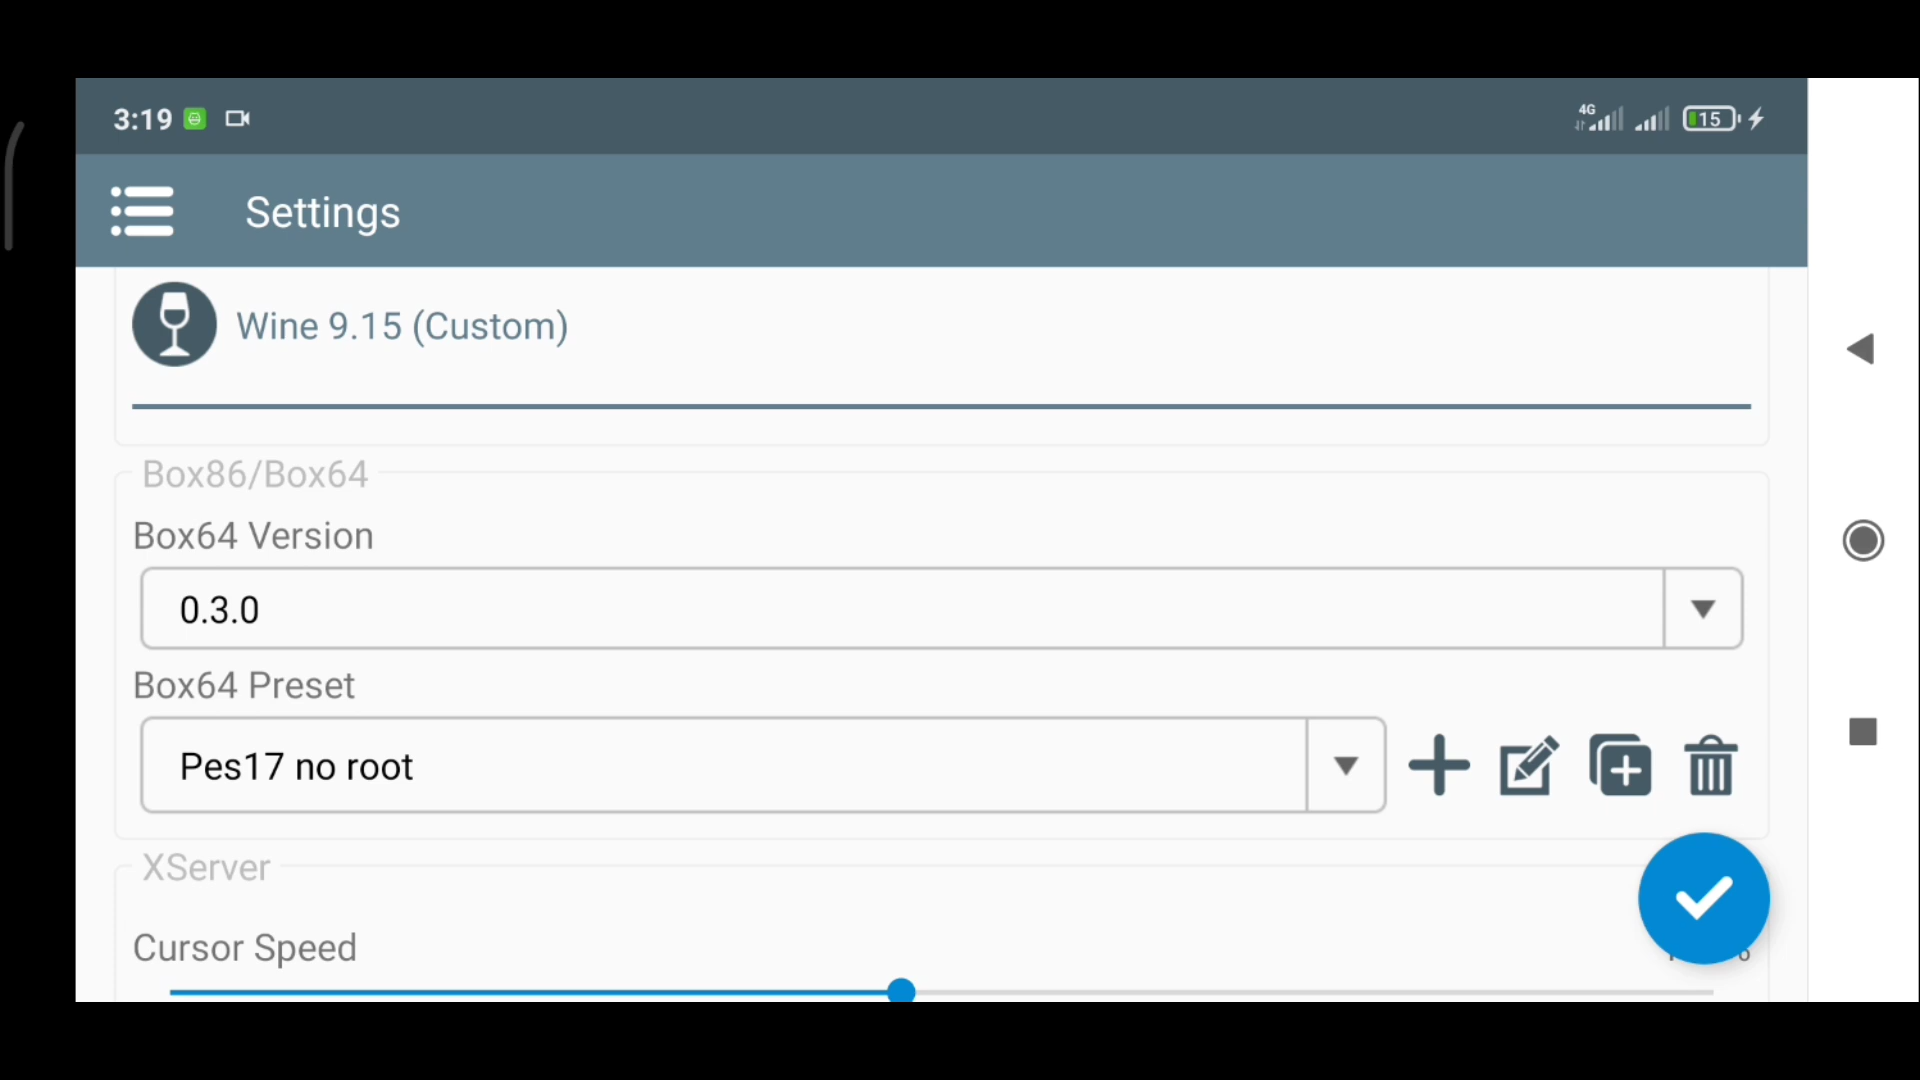 3:19
4G
15
Settings
Wine 9.15 (Custom)
Box86/Box64
Box64 Version
0.3.0
Box64 Preset
Pes17 no root
XServer
Cursor Speed